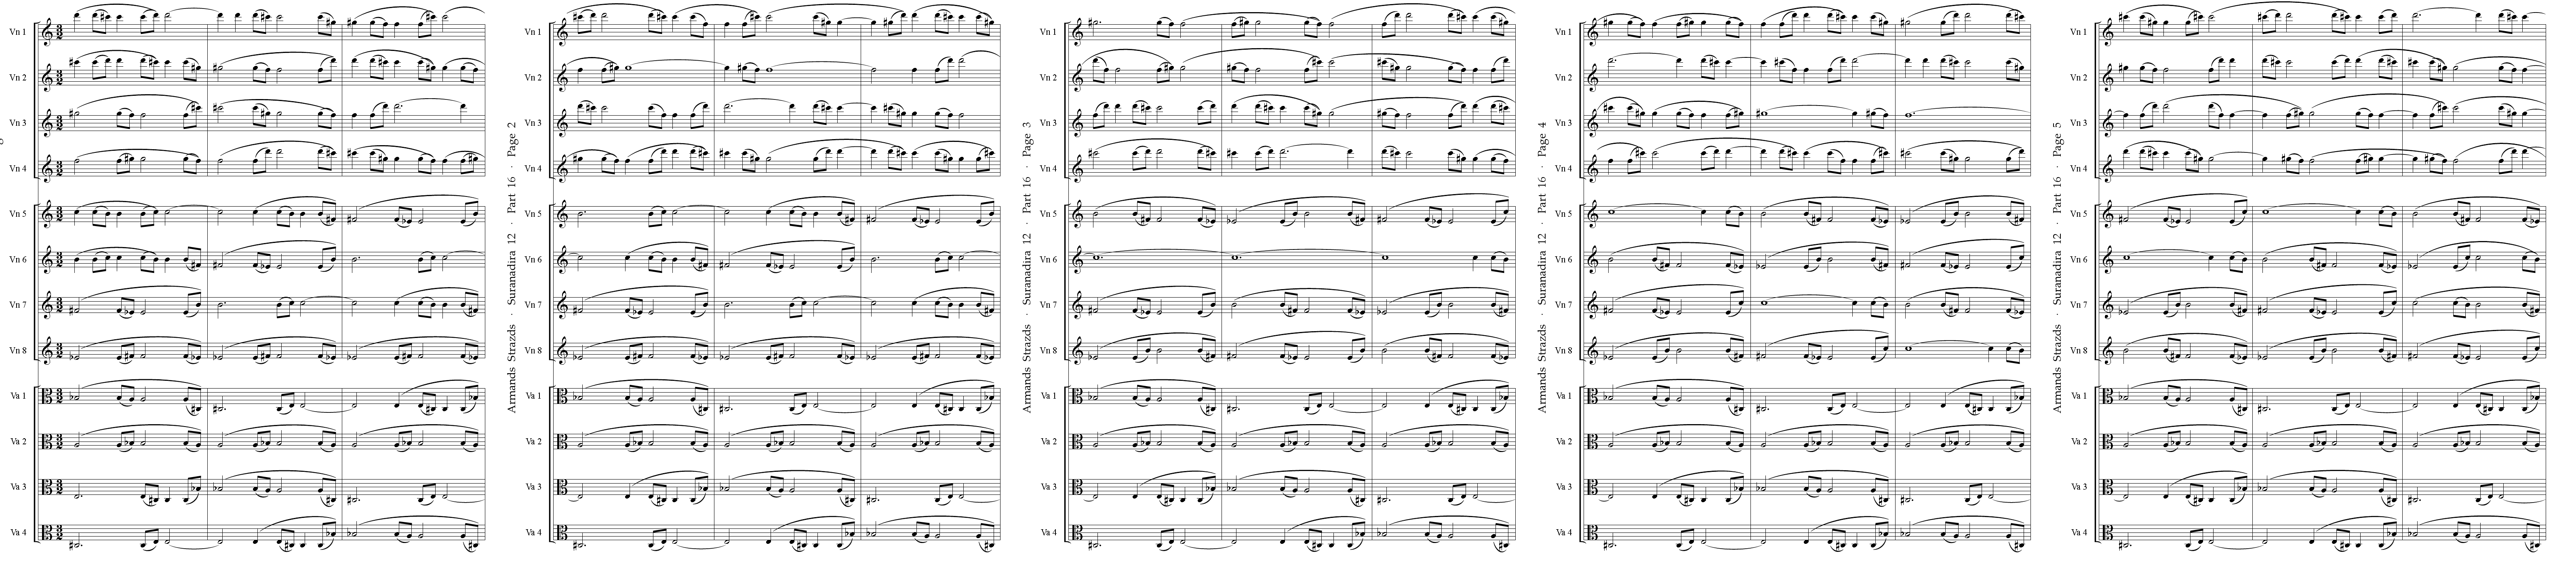 Vn 1
Vn 2
Vn 3
Vn 4
Vn 5
Vn 6
Vn 7
Vn 8
Va 1
Va 2
Va 3
Va 4
Armands Strazds · Suranadira 12 · Part 16 · Page 2
Vn 1
Vn 2
Vn 3
Vn 4
Vn 5
Vn 6
Vn 7
Vn 8
Va 1
Va 2
Va 3
Va 4
Armands Strazds · Suranadira 12 · Part 16 · Page 3
Vn 1
Vn 2
Vn 3
Vn 4
Vn 5
Vn 6
Vn 7
Vn 8
Va 1
Va 2
Va 3
Va 4
Armands Strazds · Suranadira 12 · Part 16 · Page 4
Vn 1
Vn 2
Vn 3
Vn 4
Vn 5
Vn 6
Vn 7
Vn 8
Va 1
Va 2
Va 3
Va 4
Armands Strazds · Suranadira 12 · Part 16 · Page 5
Vn 1
Vn 2
Vn 3
Vn 4
Vn 5
Vn 6
Vn 7
Vn 8
Va 1
Va 2
Va 3
Va 4